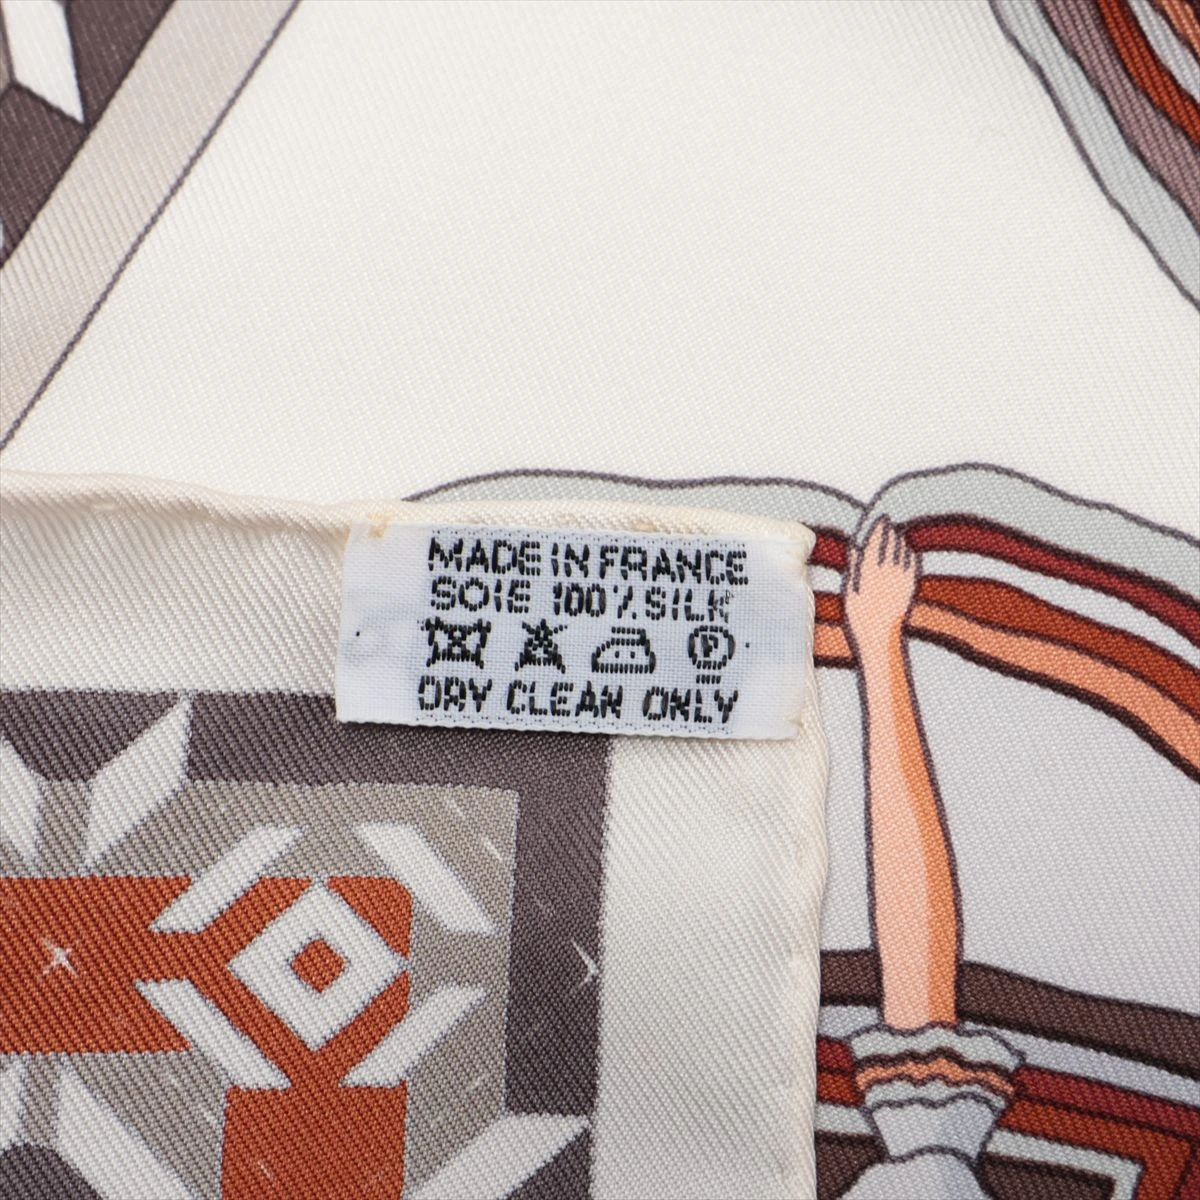 MADE IN FRANCE
SOIE 100% SILK
P
DRY CLEAN ONLY